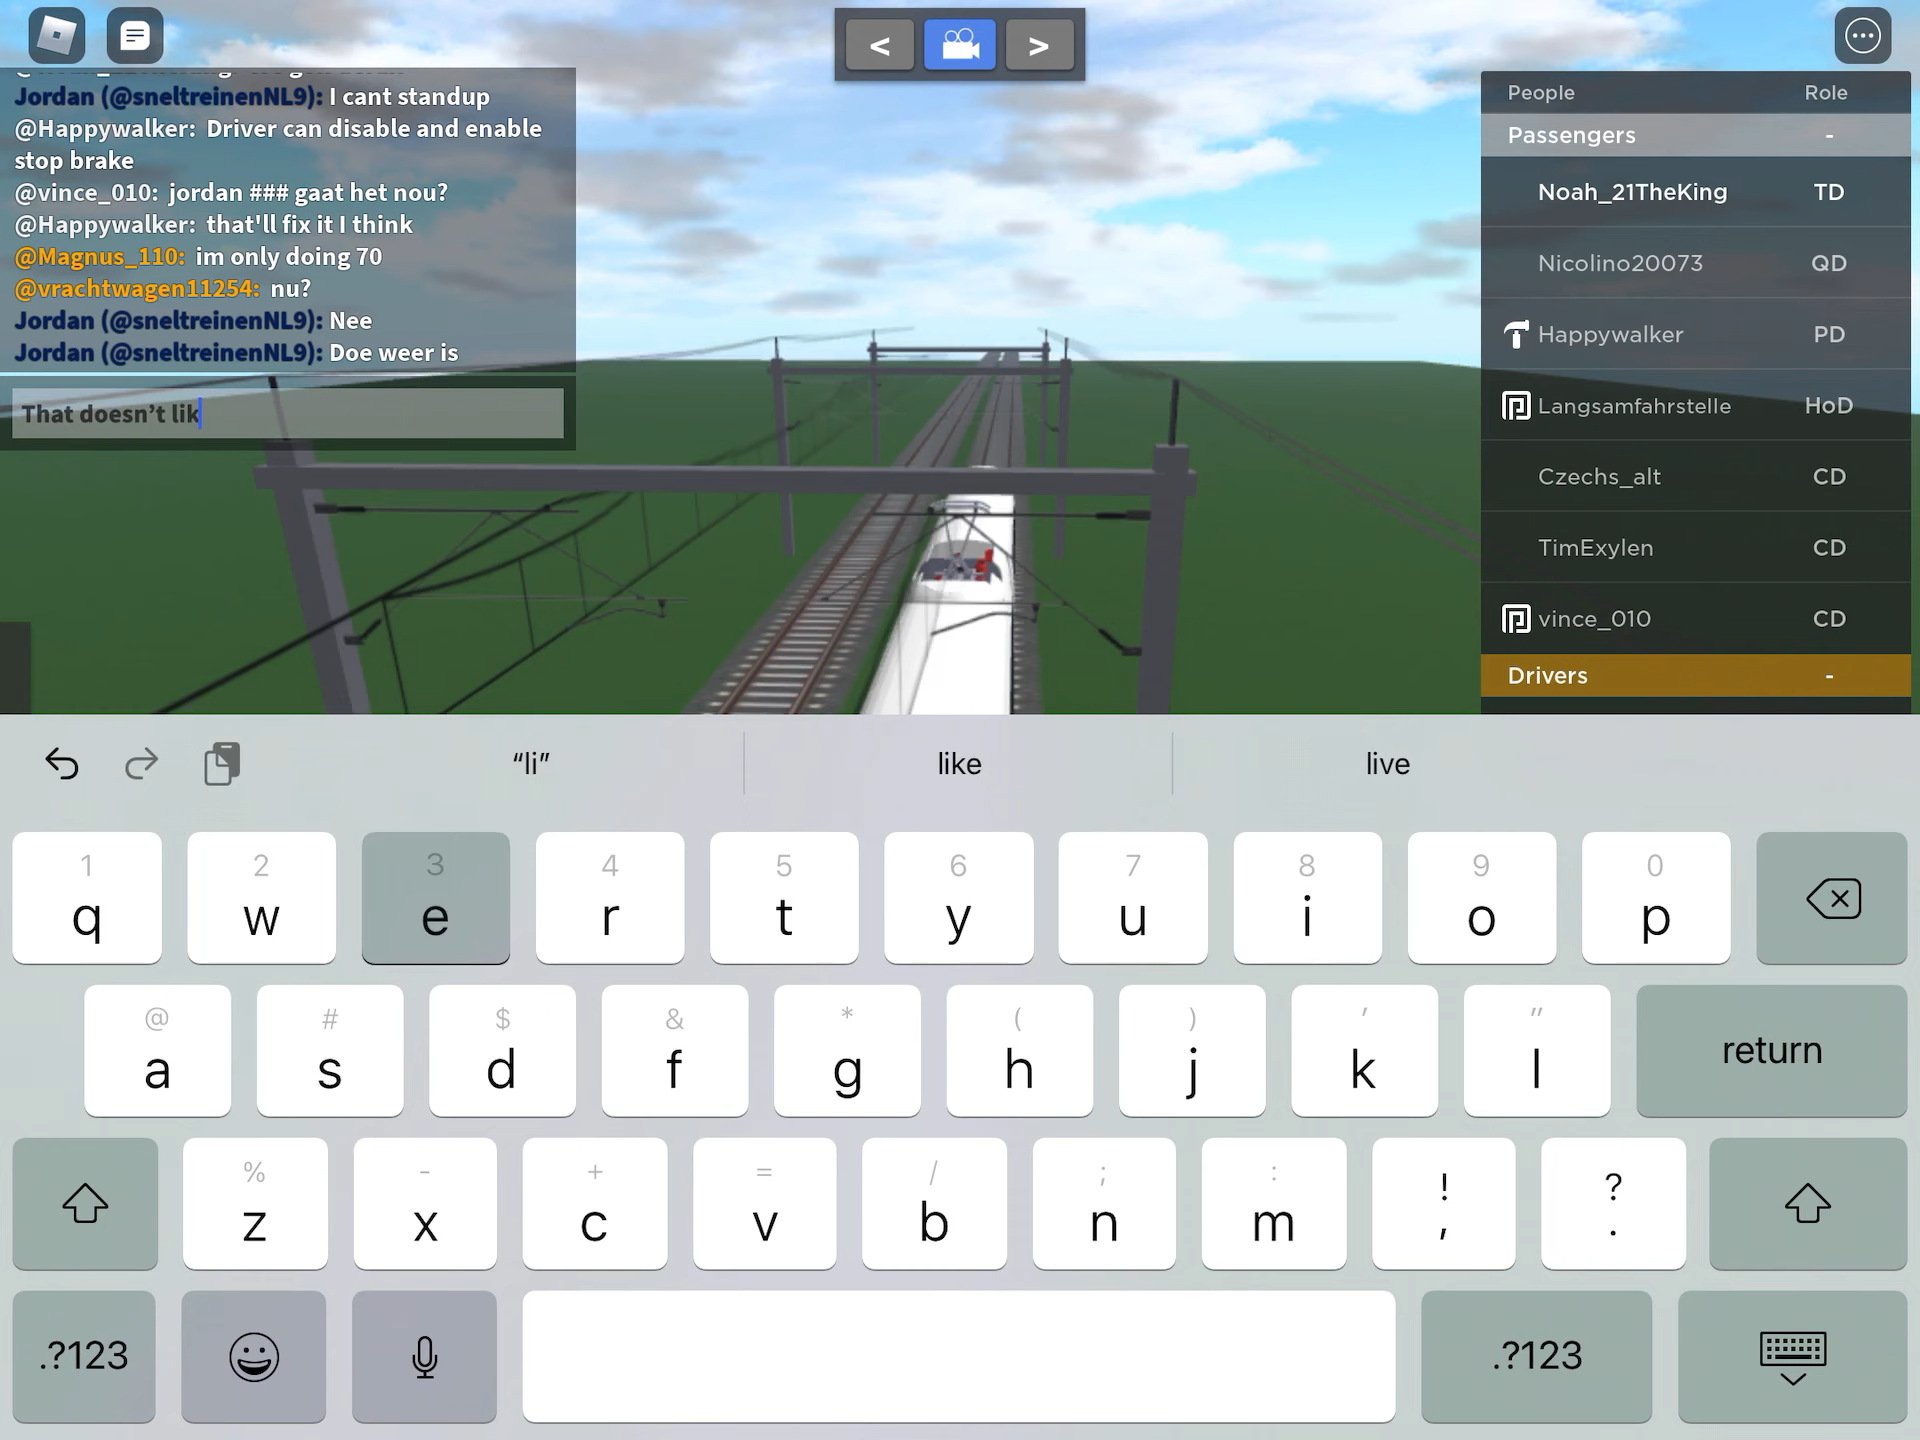 Jordan (@sneltreinenNL9): I cant standup
@Happywalker: Driver can disable and enable
stop brake
@vince_010: jordan ### gaat het nou?
@Happywalker: that'll fix it I think
@Magnus_110: im only doing 70
@vrachtwagen11254: nu?
Jordan (@sneltreinenNL9): Nee
Jordan (@sneltreinenNL9): Doe weer is
That doesn’t lik
< >
People Role
Passengers -
Noah_21TheKing TD
Nicolino20073 QD
Happywalker PD
Langsamfahrstelle HoD
Czechs_alt CD
TimExylen CD
vince_010 CD
Drivers -
“li” like live
1 2 3 4 5 6 7 8 9 0
q w e r t y u i o p
@ # $ & * ( ) ' "
a s d f g h j k l return
% - + = / ; : ! ?
z x c v b n m , .
.?123 .?123